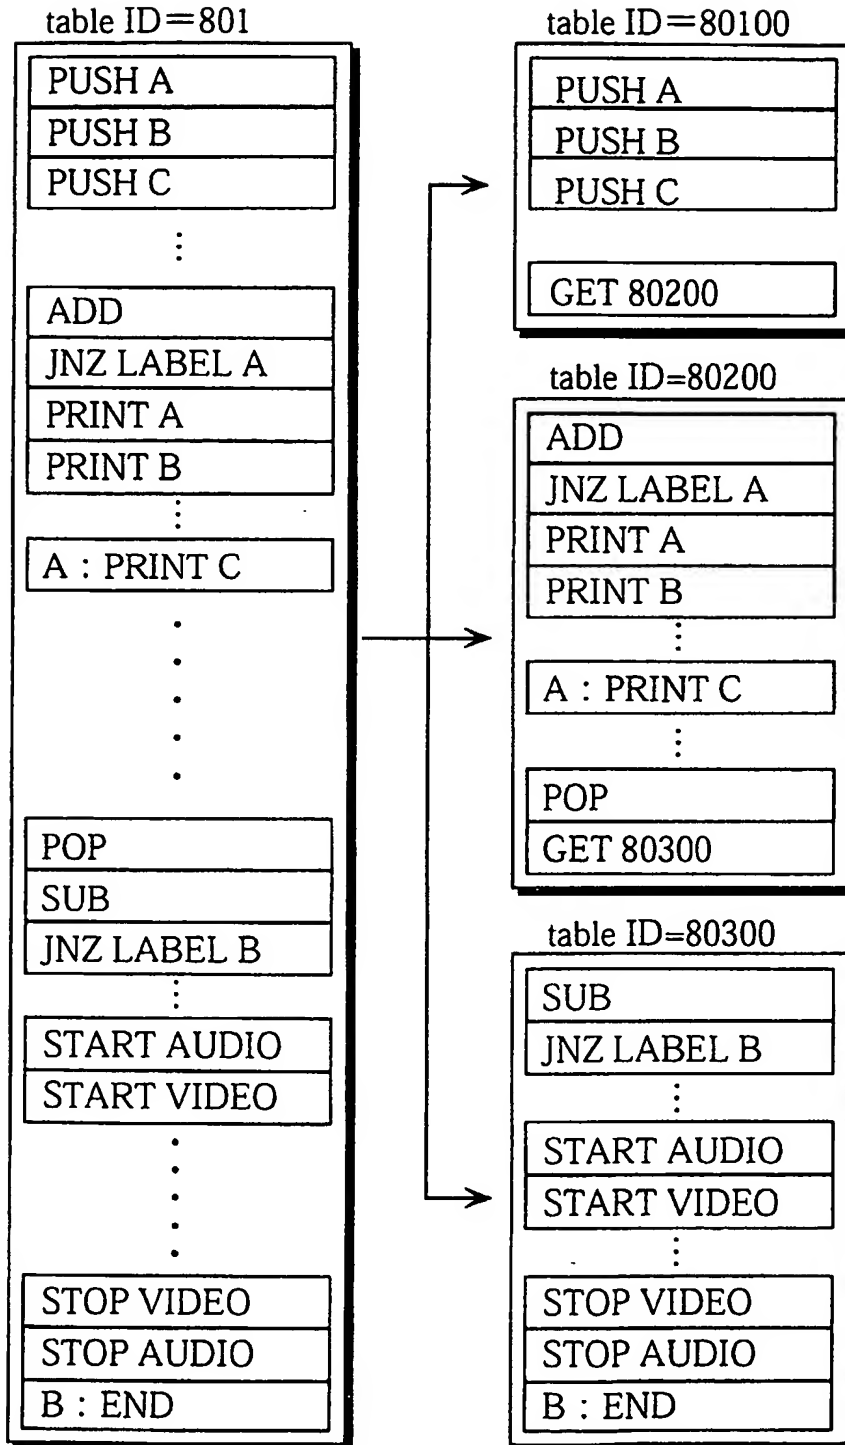 table ID=801
PUSH A
PUSH B
PUSH C
⋮
ADD
JNZ LABEL A
PRINT A
PRINT B
⋮
A : PRINT C
POP
SUB
JNZ LABEL B
⋮
START AUDIO
START VIDEO
STOP VIDEO
STOP AUDIO
B : END
table ID=80100
PUSH A
PUSH B
PUSH C
GET 80200
table ID=80200
ADD
JNZ LABEL A
PRINT A
PRINT B
⋮
A : PRINT C
⋮
POP
GET 80300
table ID=80300
SUB
JNZ LABEL B
⋮
START AUDIO
START VIDEO
⋮
STOP VIDEO
STOP AUDIO
B : END